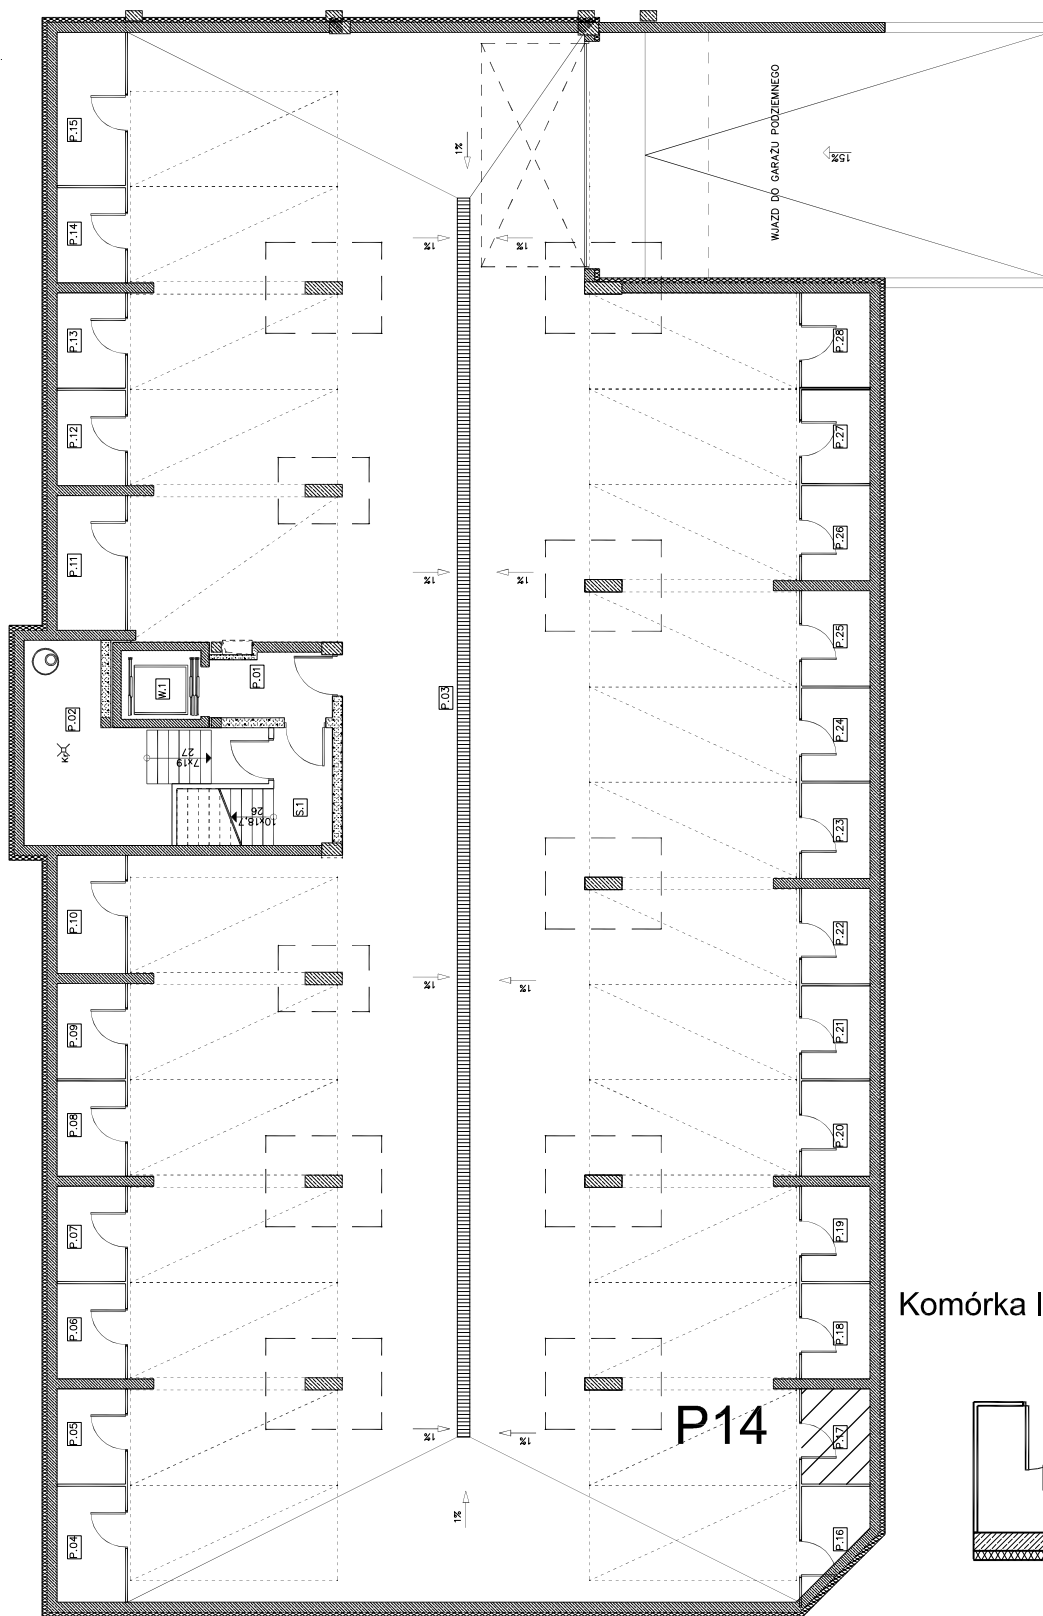 P.15
P.14
P.13
P.12
P.11
P.02
Kp
W.1
P.01
7x19
27
10x18,7
26
S.1
P.10
P.09
P.08
P.07
P.06
P.05
P.04
1%
1%
1%
1%
1%
P.03
1%
1%
1%
1%
1%
WJAZD DO GARAŻU PODZIEMNEGO
15%
P.28
P.27
P.26
P.25
P.24
P.23
P.22
P.21
P.20
P.19
P.18
P.17
P.16
P14
Komórka l